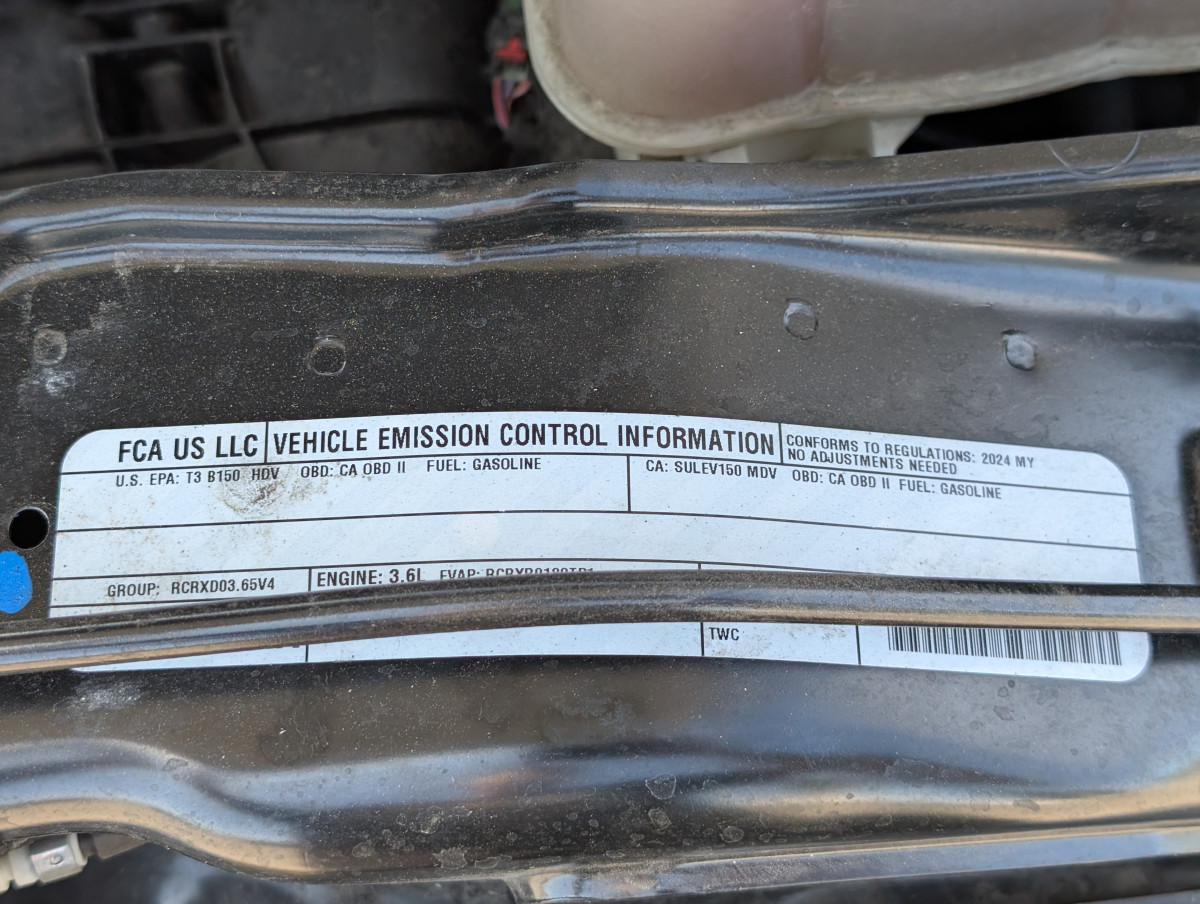 FCA US LLC VEHICLE EMISSION CONTROL INFORMATION
CONFORMS TO REGULATIONS: 2024 MY
NO ADJUSTMENTS NEEDED
U.S. EPA: T3 B150 HDV OBD: CA OBD II FUEL: GASOLINE
CA: SULEV150 MDV OBD: CA OBD II FUEL: GASOLINE
GROUP: RCRXD03.65V4
ENGINE: 3.6L EVAP:
TWC